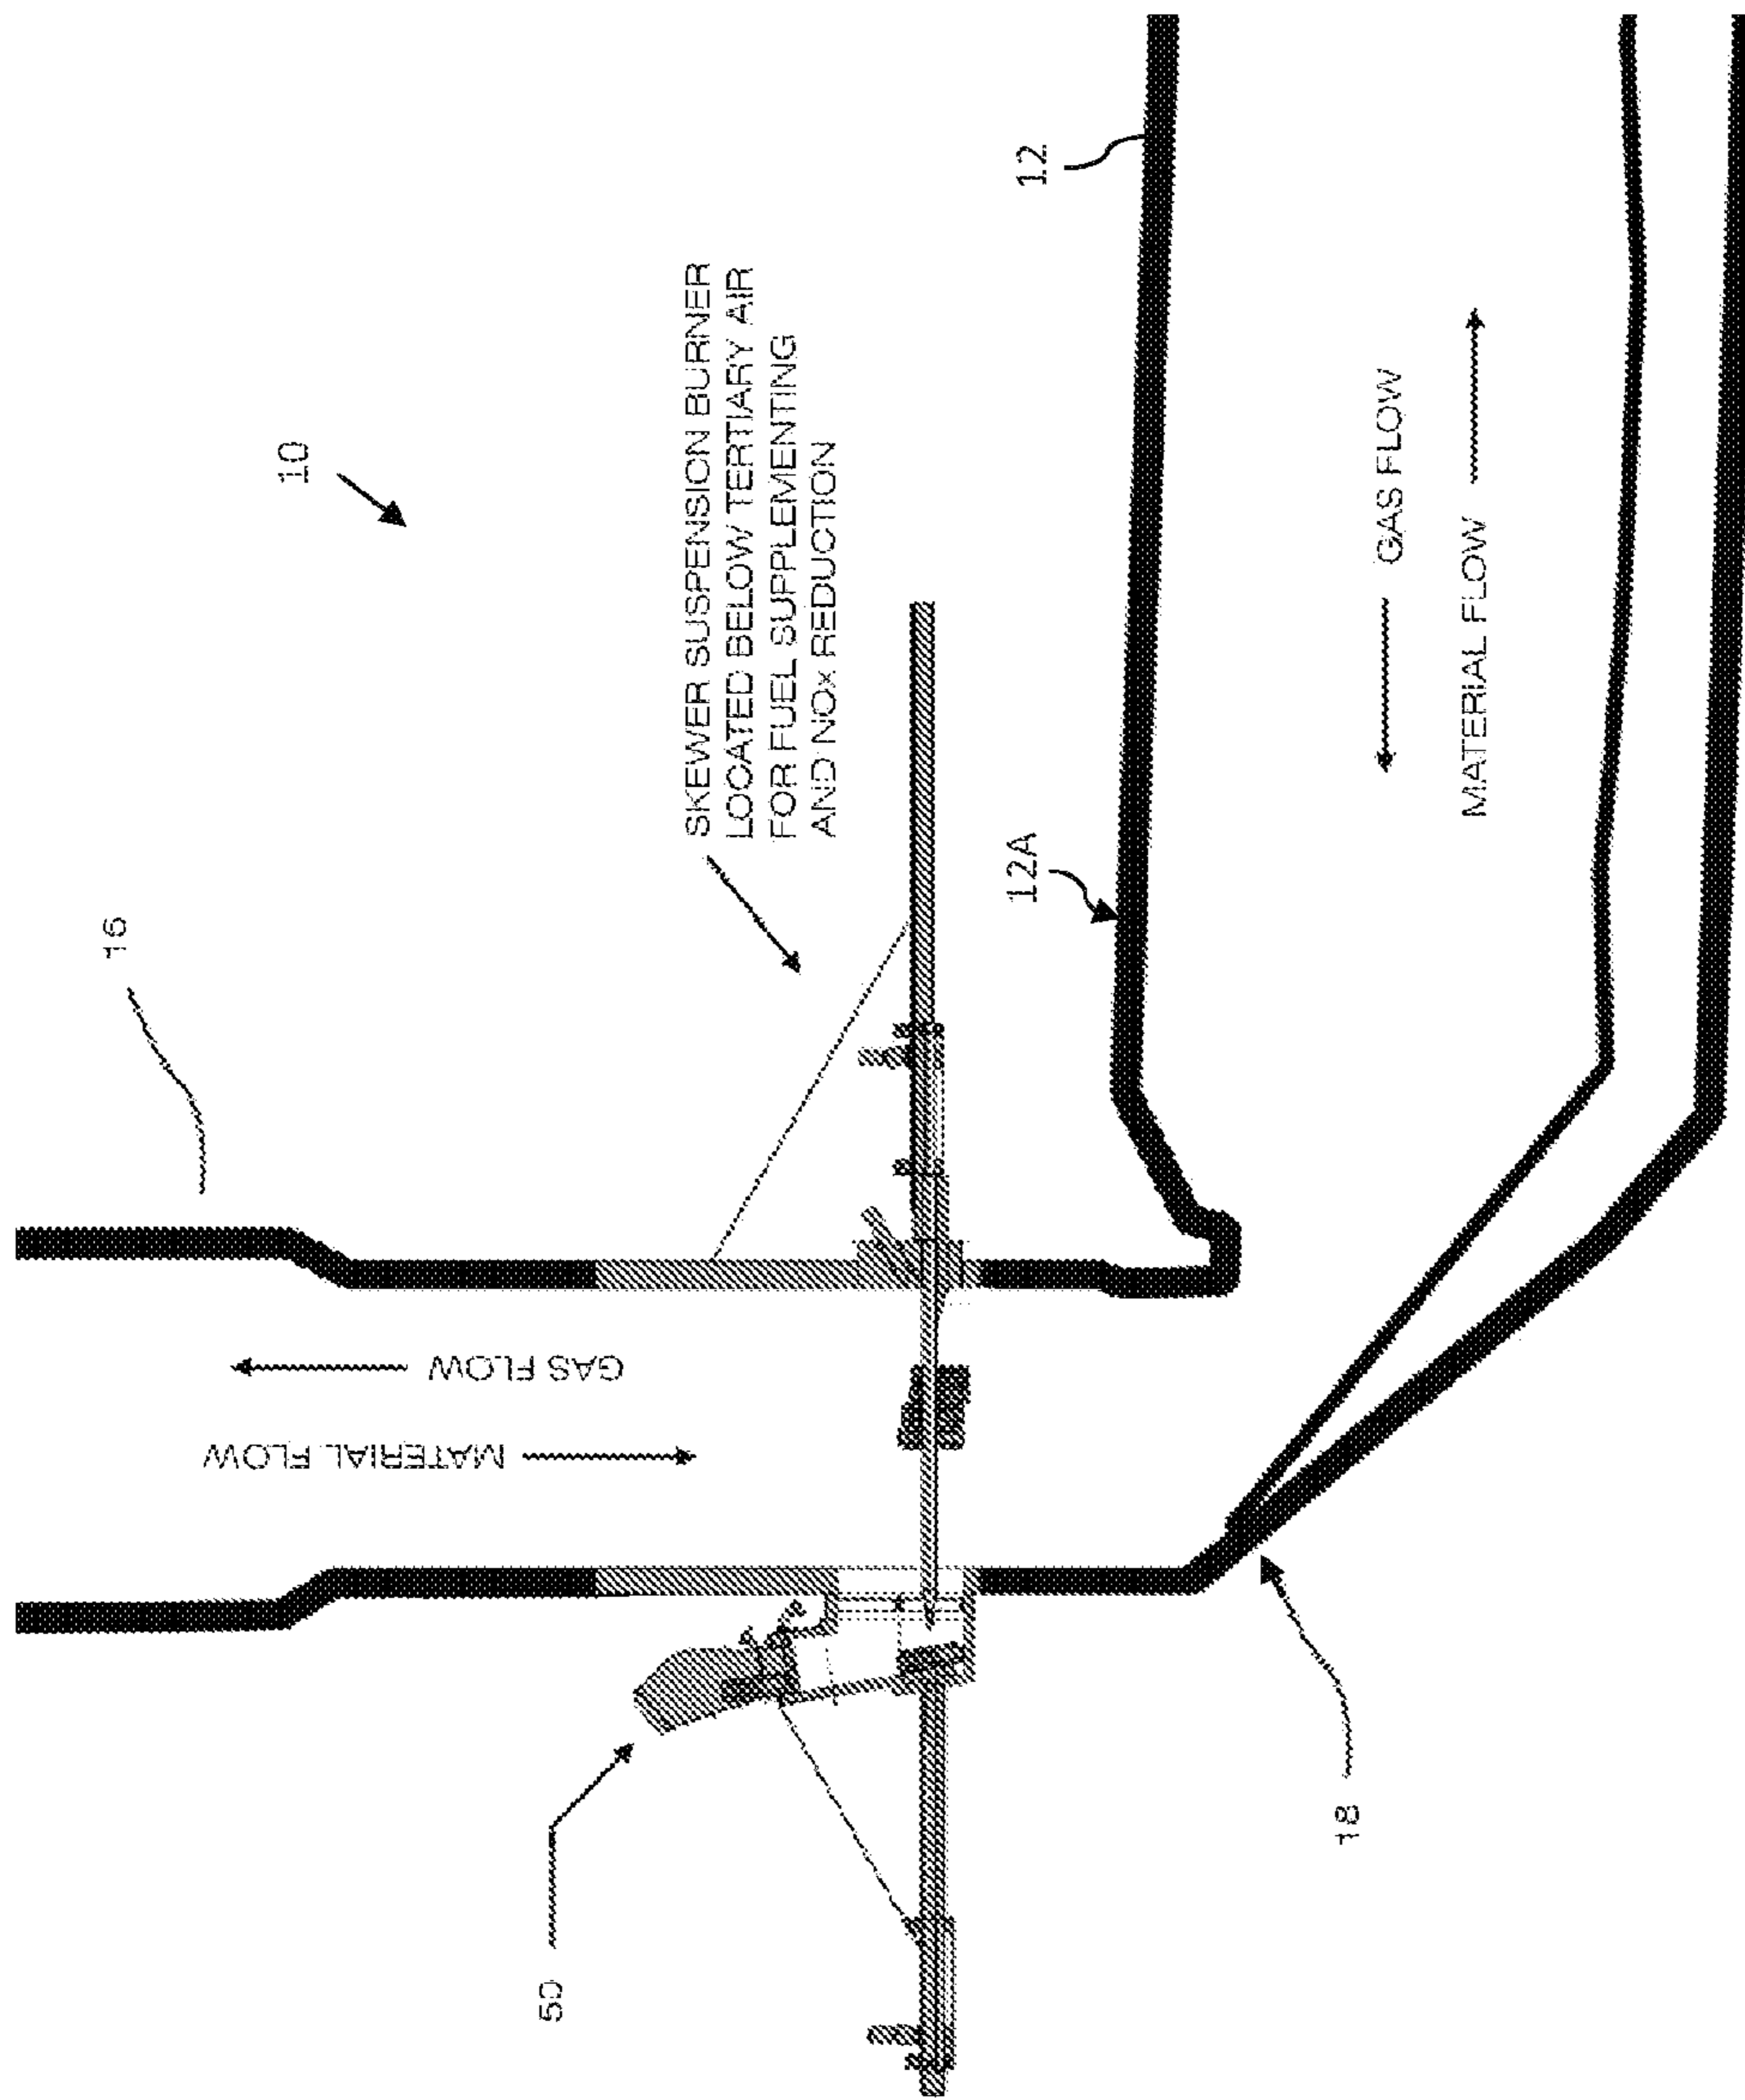 10
SKEWER SUSPENSION BURNER
LOCATED BELOW TERTIARY AIR
FOR FUEL SUPPLEMENTING
AND NOx REDUCTION
16
12
12A
GAS FLOW
MATERIAL FLOW
GAS FLOW
MATERIAL FLOW
50
18